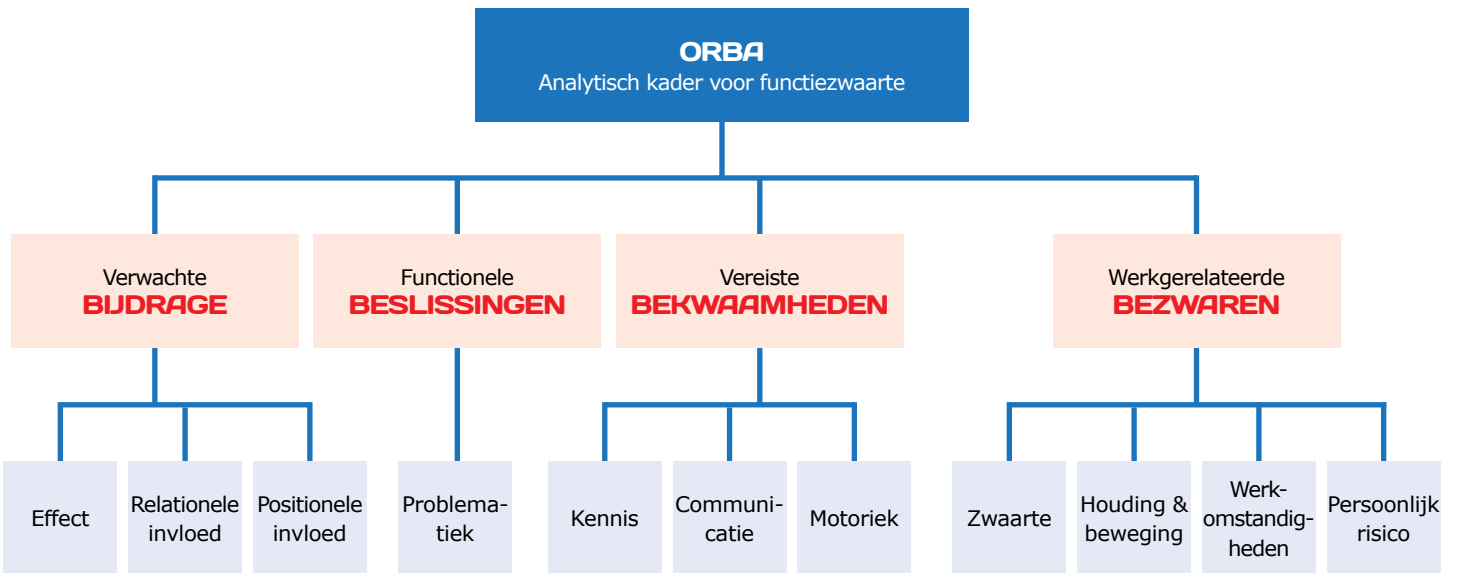 ORBA
Analytisch kader voor functiezwaarte
Verwachte
BIJDRAGE
Functionele
BESLISSINGEN
Vereiste
BEKWAAMHEDEN
Werkgerelateerde
BEZWAREN
Effect
Relationele
invloed
Positionele
invloed
Problema-
tiek
Kennis
Communi-
catie
Motoriek
Zwaarte
Houding &
beweging
Werk-
omstandig-
heden
Persoonlijk
risico